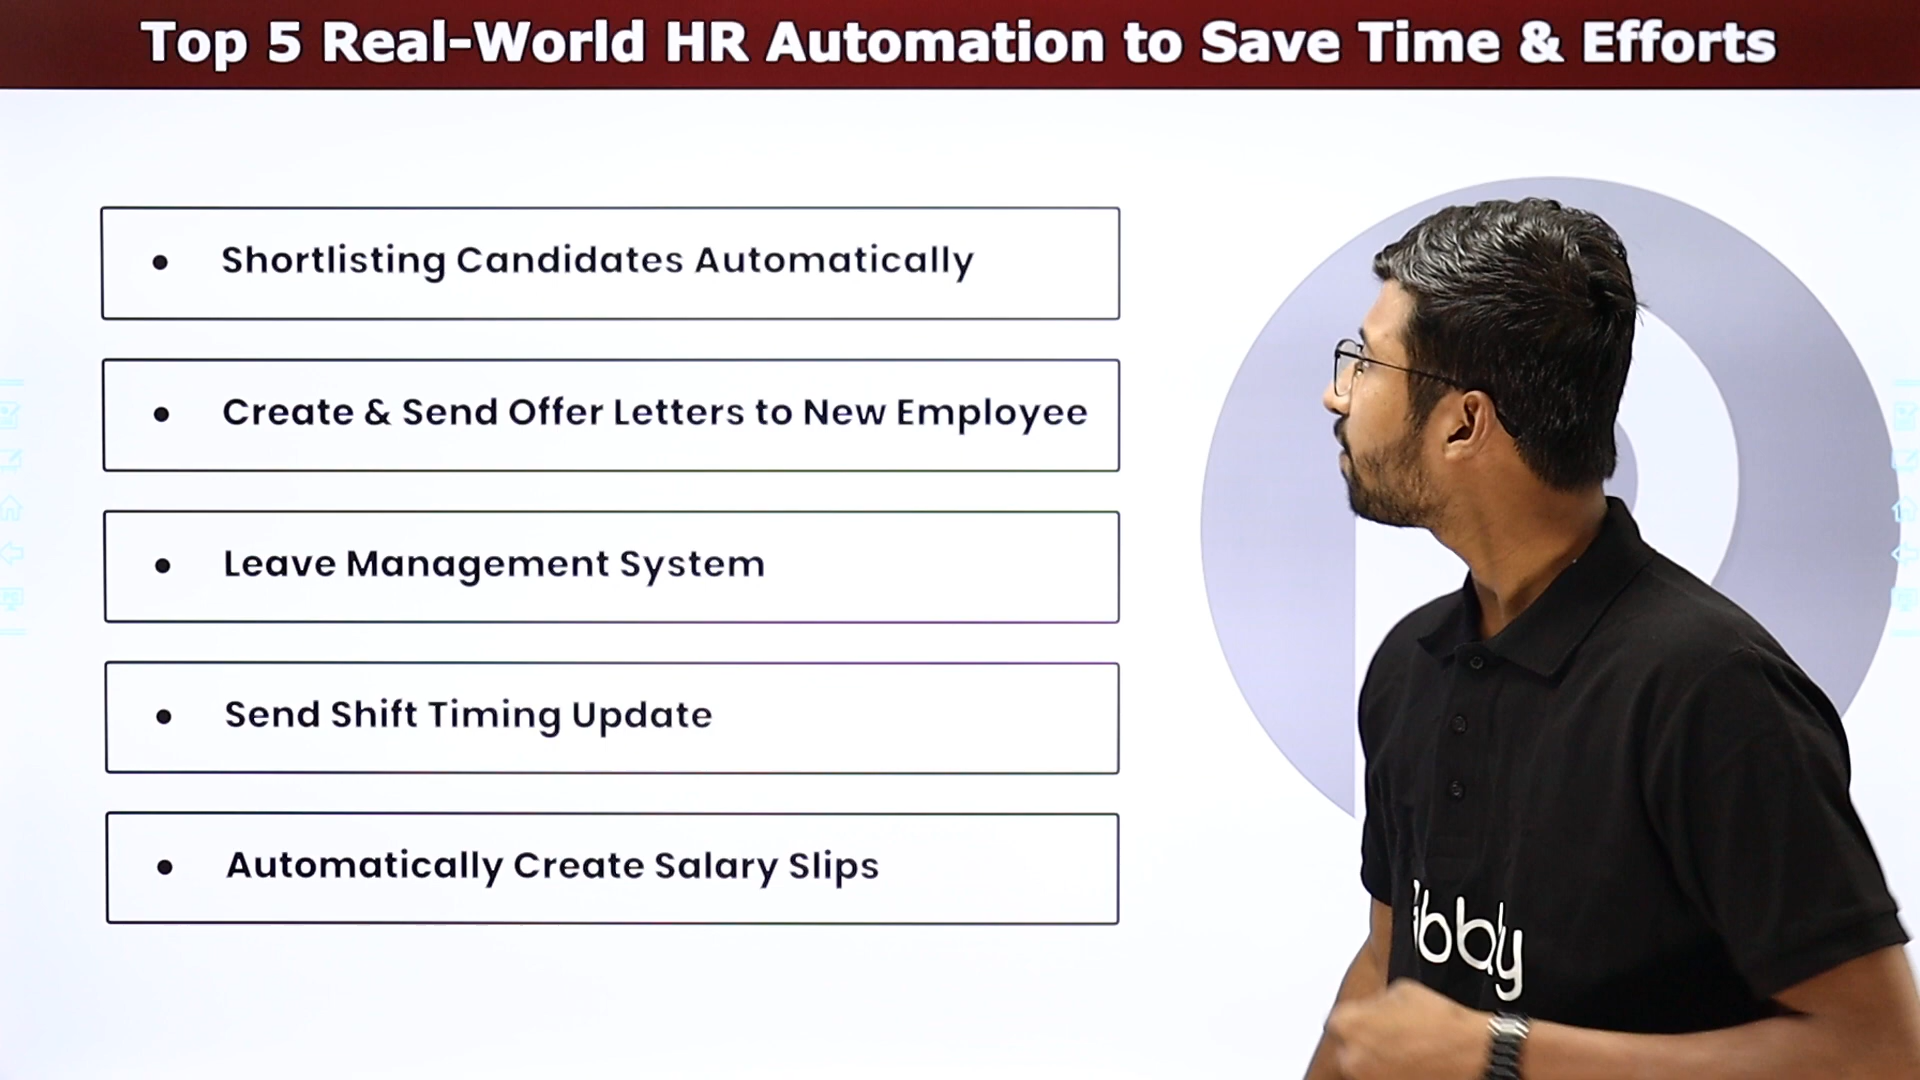 Top 5 Real-World HR Automation to Save Time & Efforts
Shortlisting Candidates Automatically
Create & Send Offer Letters to New Employee
Leave Management System
Send Shift Timing Update
Automatically Create Salary Slips